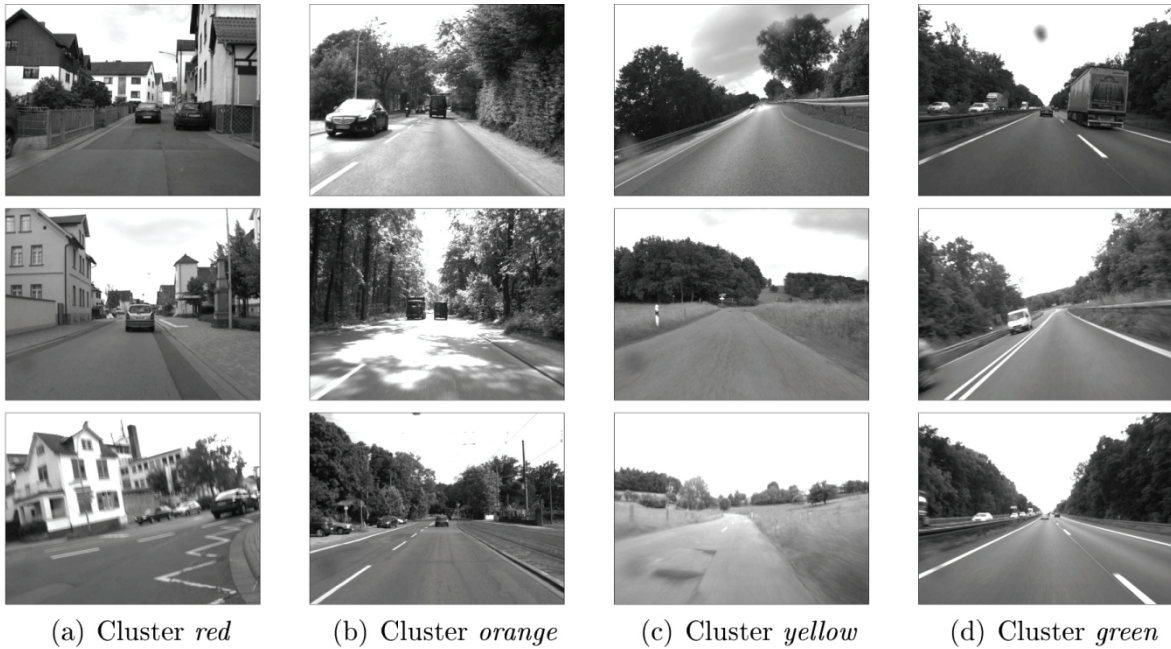 (a) Cluster red
(b) Cluster orange
(c) Cluster yellow
(d) Cluster green